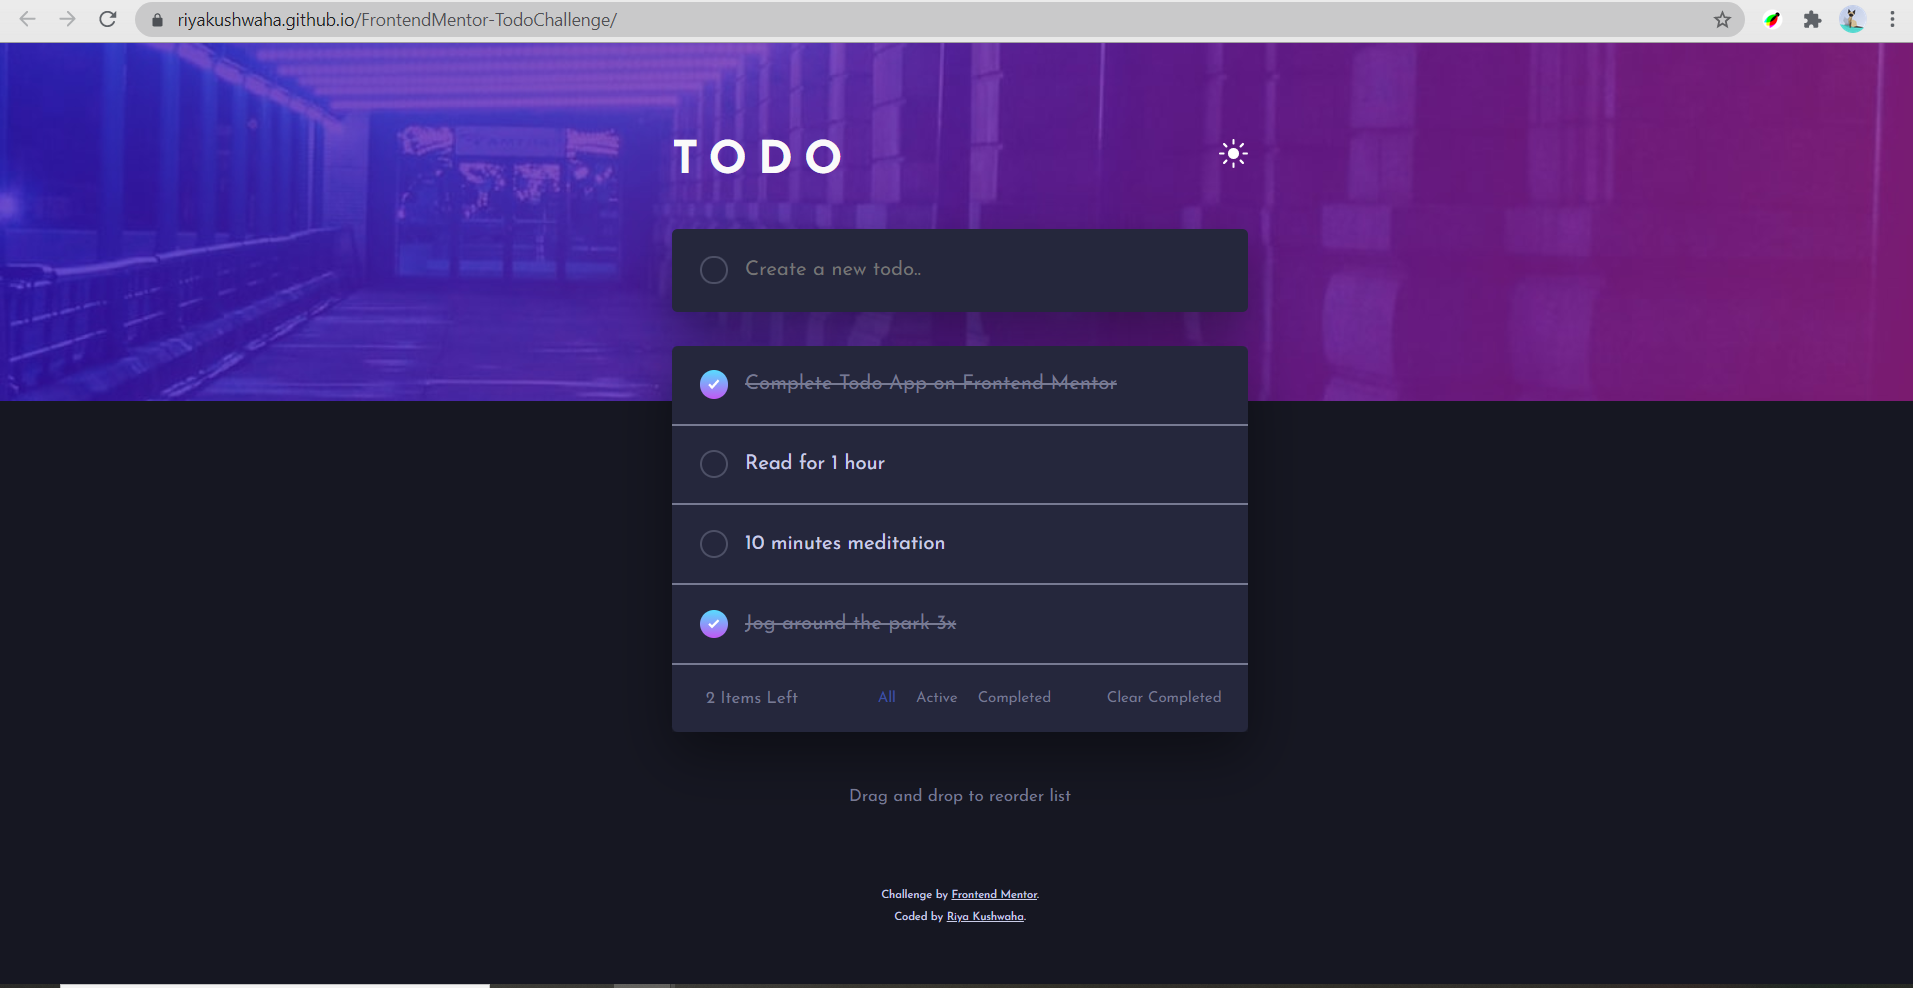 riyakushwaha.github.io/FrontendMentor-TodoChallenge/
TODO
Create a new todo..
Complete Todo App on Frontend Mentor
Read for 1 hour
10 minutes meditation
Jog around the park 3x
2 Items Left All Active Completed Clear Completed
Drag and drop to reorder list
Challenge by Frontend Mentor.
Coded by Riya Kushwaha.